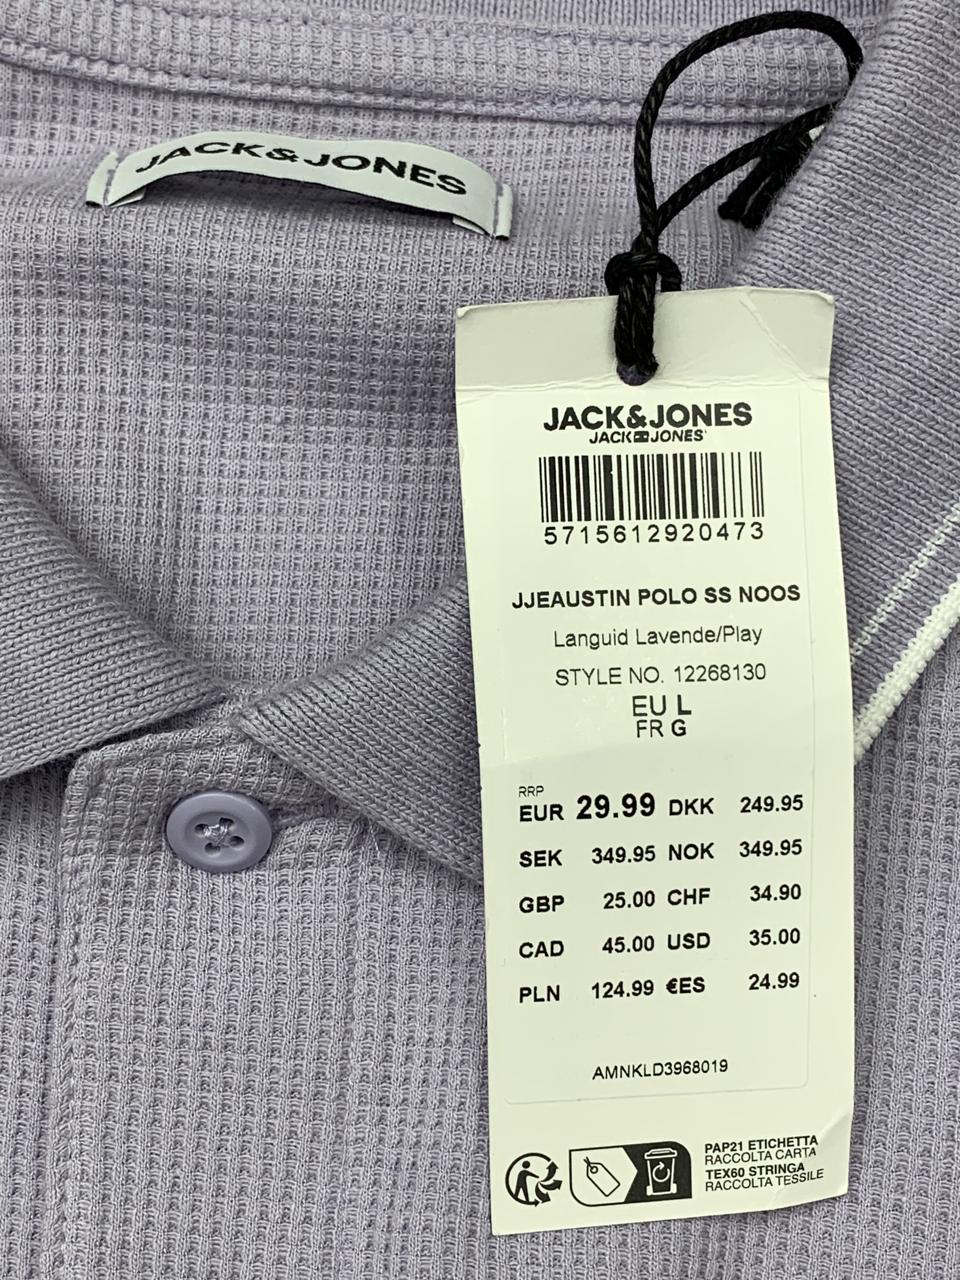 JACK&JONES
JACK&JONES
JACK JONES
5715612920473
JJEAUSTIN POLO SS NOOS
Languid Lavende/Play
STYLE NO. 12268130
EU L
FR G
RRP
EUR 29.99 DKK 249.95
SEK 349.95 NOK 349.95
GBP 25.00 CHF 34.90
CAD 45.00 USD 35.00
PLN 124.99 €ES 24.99
AMNKLD3968019
PAP21 ETICHETTA
RACCOLTA CARTA
TEX60 STRINGA
RACCOLTA TESSILE